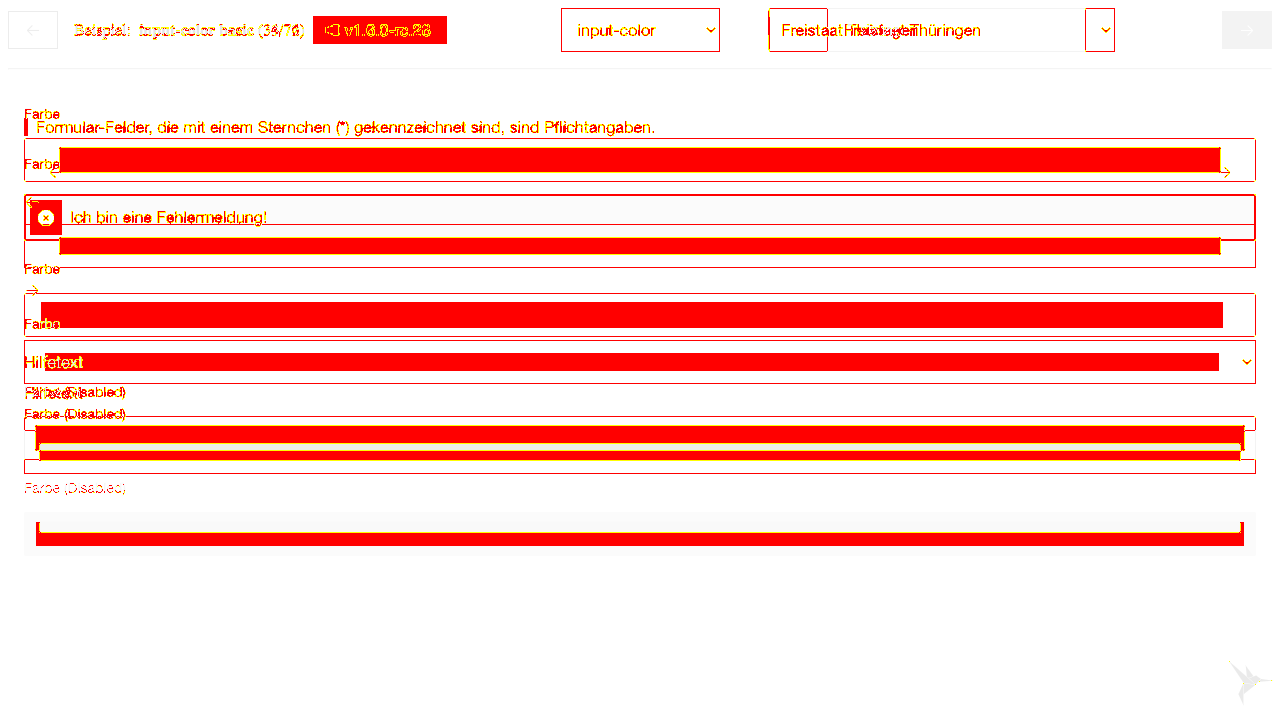 Beispiel: input-color basic (34/76) v1.6.0-rc.26 input-color Freistaat Thüringen
Farbe
Formular-Felder, die mit einem Sternchen (*) gekennzeichnet sind, sind Pflichtangaben.
Farbe
Ich bin eine Fehlermeldung!
Farbe
Farbe
Hilfetext
Farbe (Disabled)
Farbe (Disabled)
Farbe (Disabled)